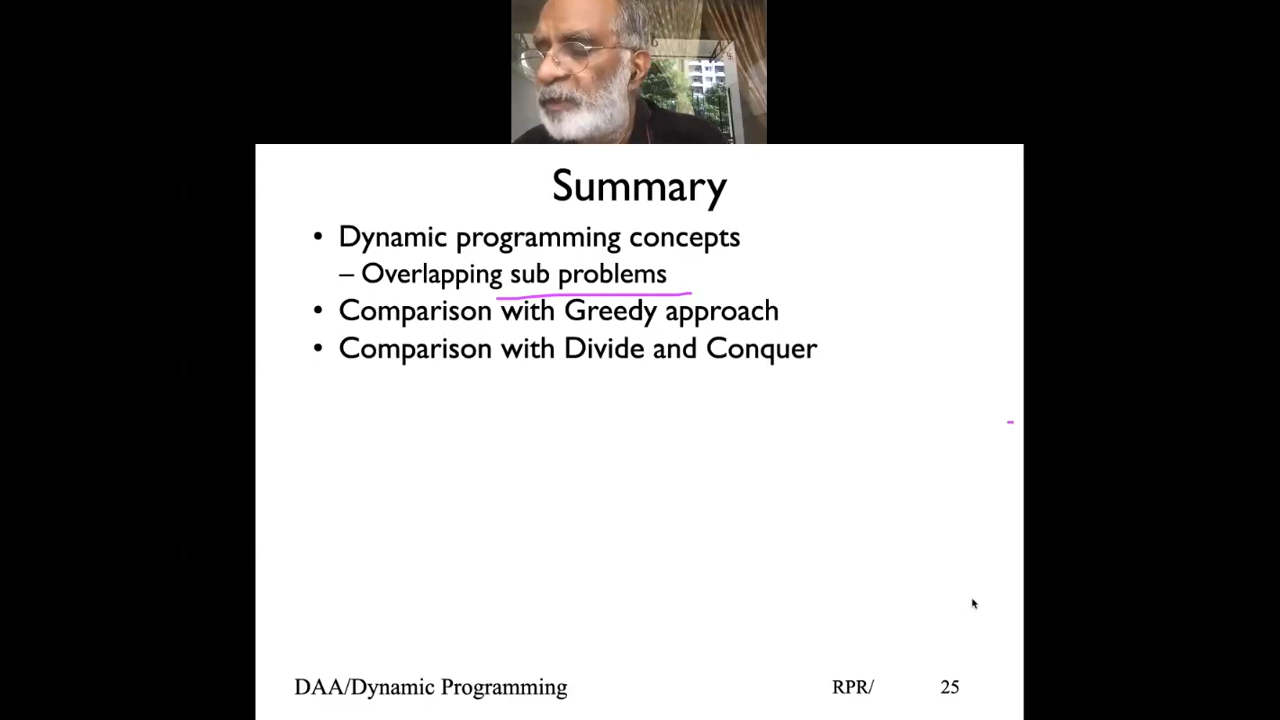 Summary
• Dynamic programming concepts
– Overlapping sub problems
• Comparison with Greedy approach
• Comparison with Divide and Conquer
DAA/Dynamic Programming RPR/ 25